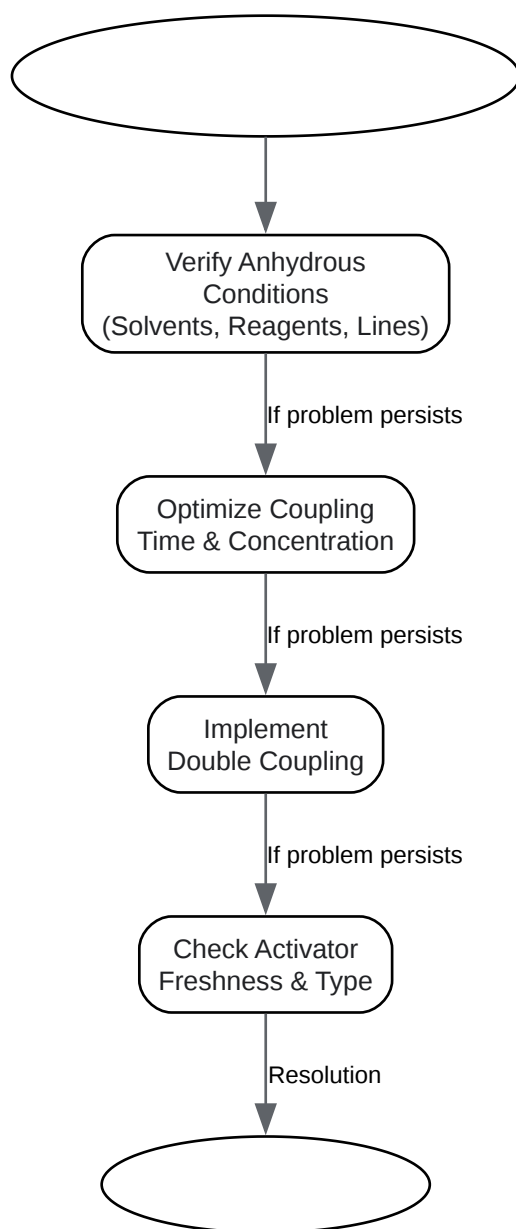 Verify Anhydrous
Conditions
(Solvents, Reagents, Lines)
If problem persists
Optimize Coupling
Time & Concentration
If problem persists
Implement
Double Coupling
If problem persists
Check Activator
Freshness & Type
Resolution